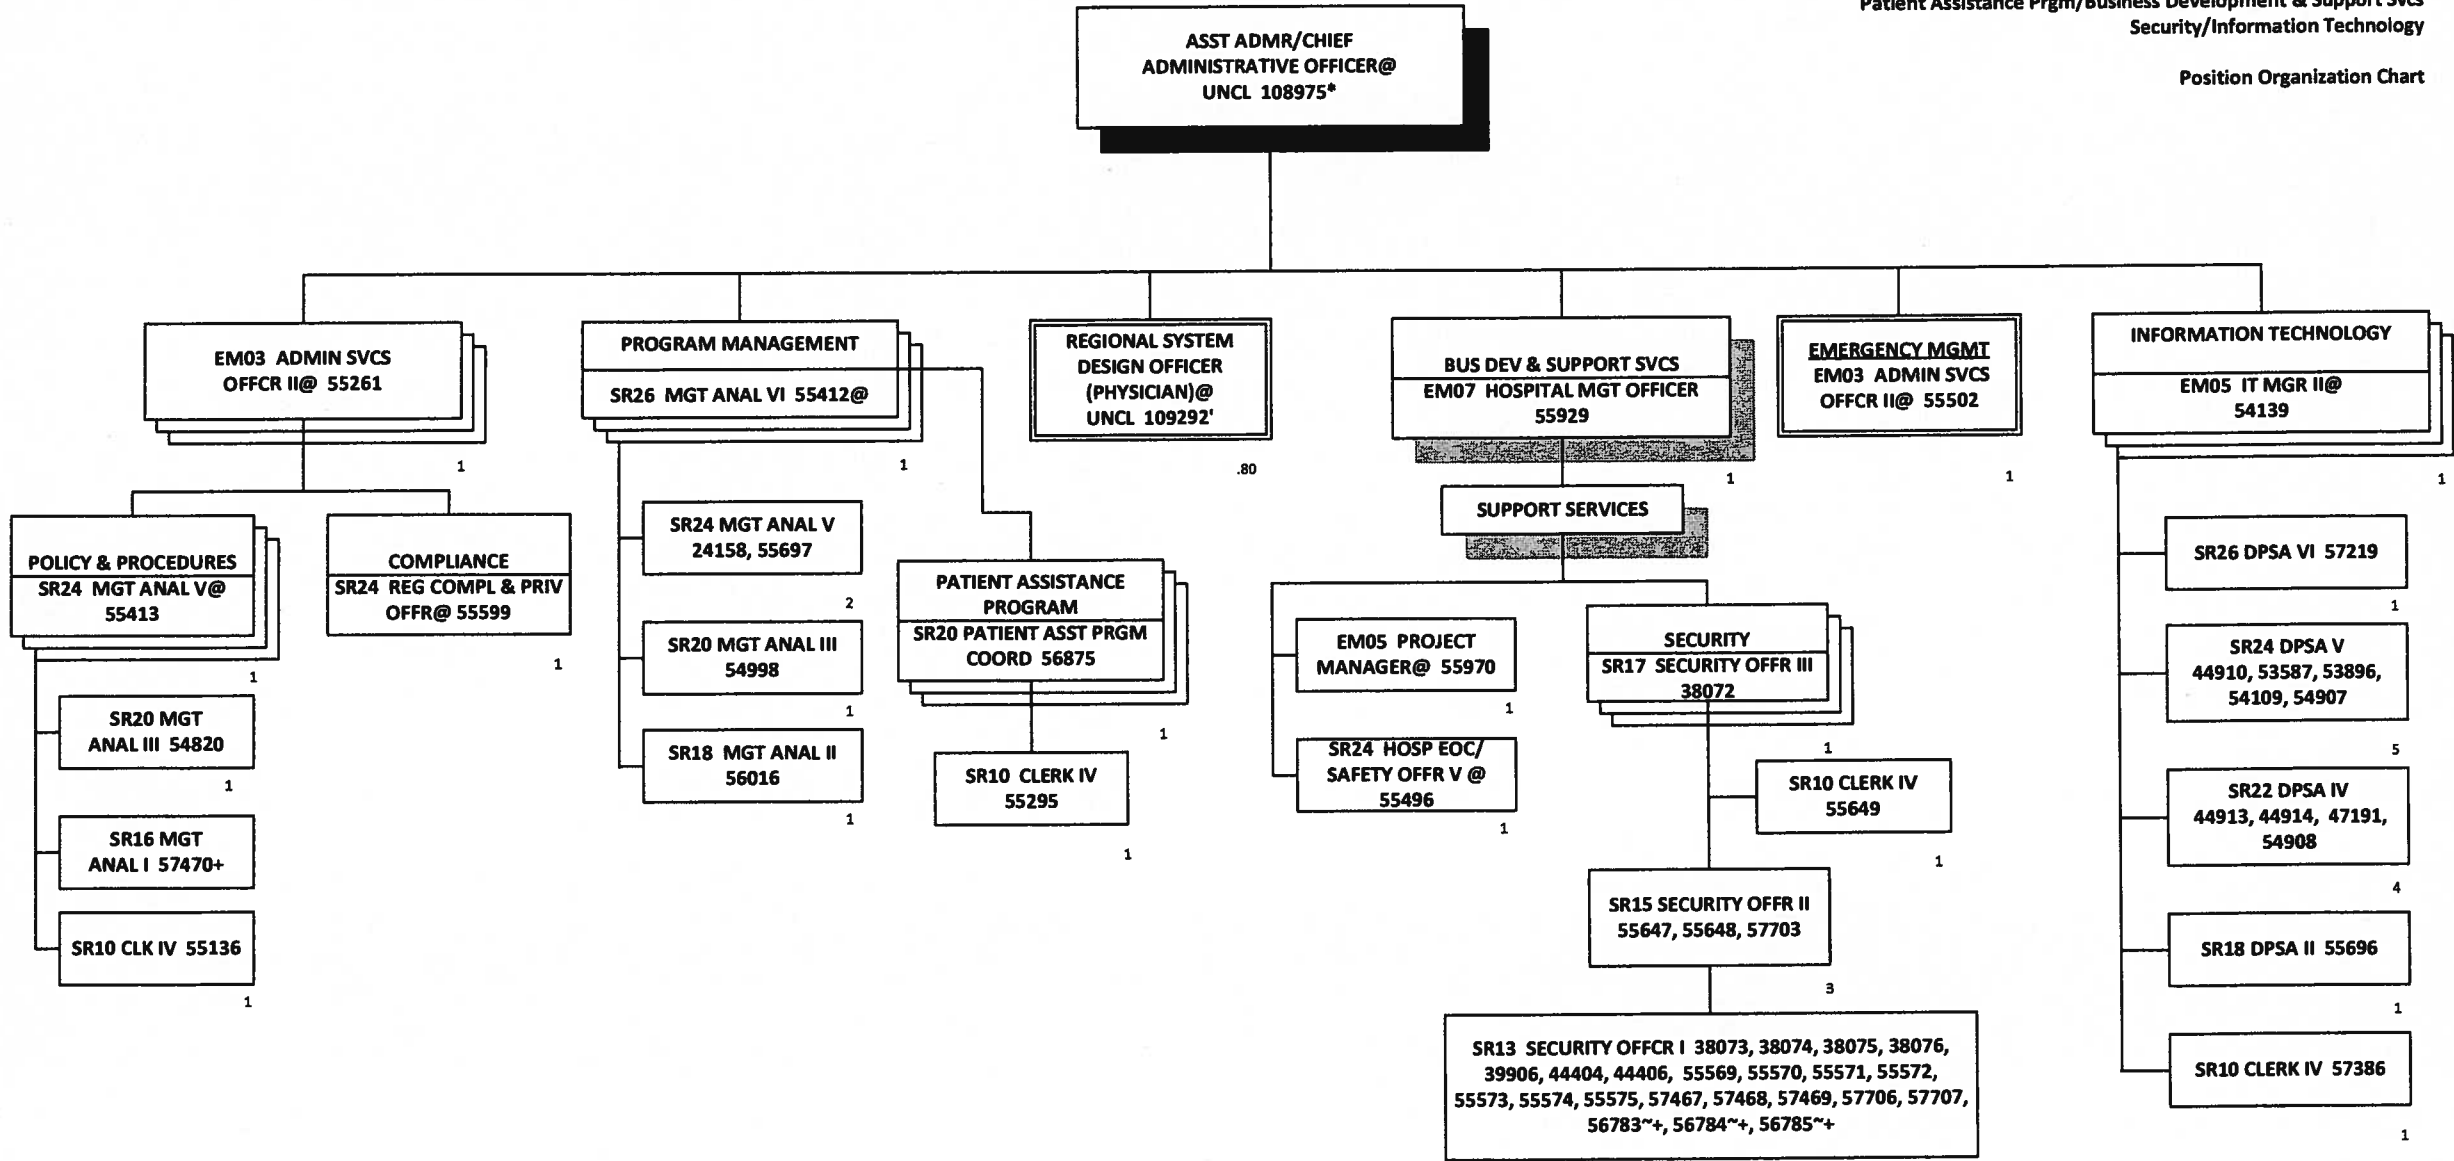 Patient Assistance Prgm/Business Development & Support Svcs
Security/Information Technology
Position Organization Chart
ASST ADMR/CHIEF
ADMINISTRATIVE OFFICER@
UNCL 108975*
EM03 ADMIN SVCS
OFFCR II@ 55261
1
POLICY & PROCEDURES
SR24 MGT ANAL V@
55413
1
SR20 MGT
ANAL III 54820
1
SR16 MGT
ANAL I 57470+
SR10 CLK IV 55136
1
COMPLIANCE
SR24 REG COMPL & PRIV
OFFR@ 55599
1
PROGRAM MANAGEMENT
SR26 MGT ANAL VI 55412@
1
SR24 MGT ANAL V
24158, 55697
2
SR20 MGT ANAL III
54998
1
SR18 MGT ANAL II
56016
1
PATIENT ASSISTANCE
PROGRAM
SR20 PATIENT ASST PRGM
COORD 56875
1
SR10 CLERK IV
55295
1
REGIONAL SYSTEM
DESIGN OFFICER
(PHYSICIAN)@
UNCL 109292'
.80
BUS DEV & SUPPORT SVCS
EM07 HOSPITAL MGT OFFICER
55929
1
SUPPORT SERVICES
EM05 PROJECT
MANAGER@ 55970
1
SR24 HOSP EOC/
SAFETY OFFR V @
55496
1
SECURITY
SR17 SECURITY OFFR III
38072
1
SR10 CLERK IV
55649
1
SR15 SECURITY OFFR II
55647, 55648, 57703
3
SR13 SECURITY OFFCR I 38073, 38074, 38075, 38076,
39906, 44404, 44406, 55569, 55570, 55571, 55572,
55573, 55574, 55575, 57467, 57468, 57469, 57706, 57707,
56783~+, 56784~+, 56785~+
EMERGENCY MGMT
EM03 ADMIN SVCS
OFFCR II@ 55502
1
INFORMATION TECHNOLOGY
EM05 IT MGR II@
54139
1
SR26 DPSA VI 57219
1
SR24 DPSA V
44910, 53587, 53896,
54109, 54907
5
SR22 DPSA IV
44913, 44914, 47191,
54908
4
SR18 DPSA II 55696
1
SR10 CLERK IV 57386
1